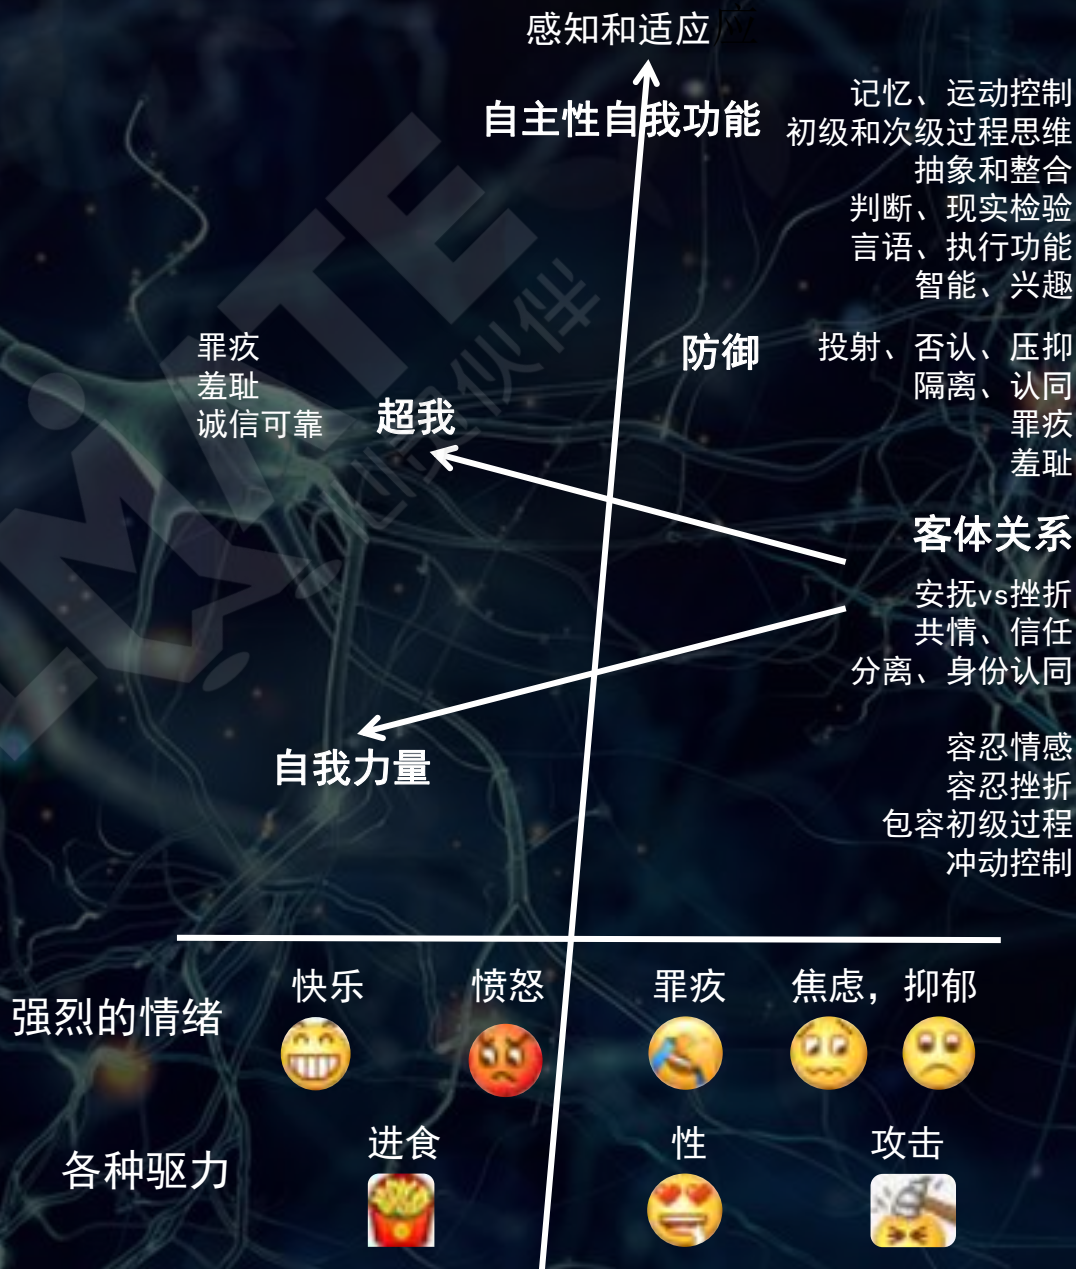 感知和适应应
自主性自我功能
记忆、运动控制
初级和次级过程思维
抽象和整合
判断、现实检验
言语、执行功能
智能、兴趣
防御
投射、否认、压抑
隔离、认同
罪疚
羞耻
罪疚
羞耻
诚信可靠
超我
客体关系
安抚vs挫折
共情、信任
分离、身份认同
自我力量
容忍情感
容忍挫折
包容初级过程
冲动控制
强烈的情绪
快乐
愤怒
罪疚
焦虑，抑郁
各种驱力
进食
性
攻击